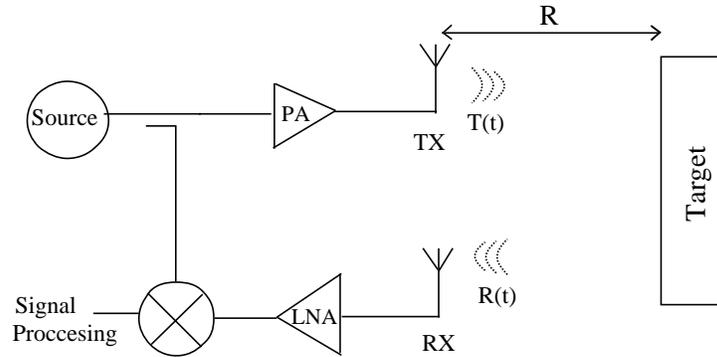 R
Source
PA
TX
T(t)
Target
Signal
Proccesing
LNA
RX
R(t)